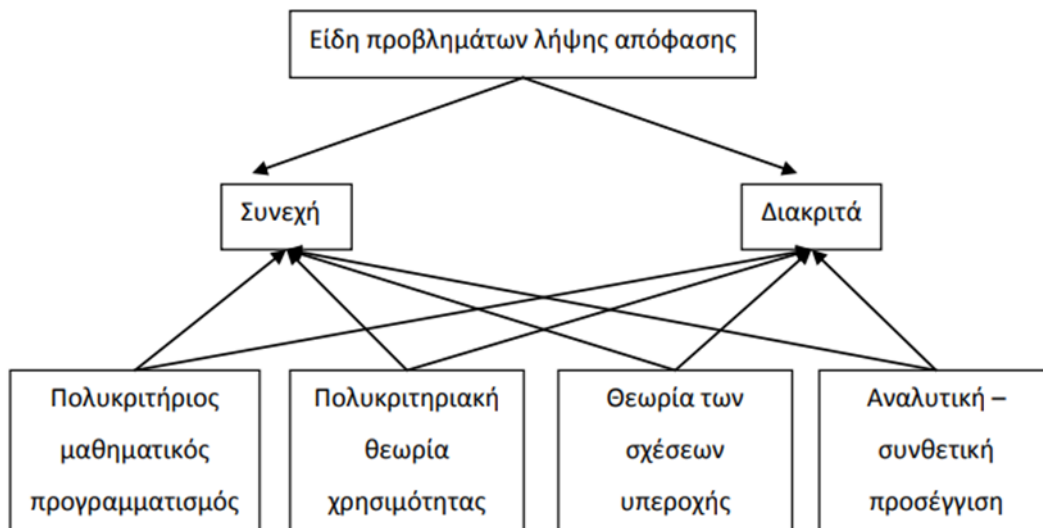 Είδη προβλημάτων λήψης απόφασης
Συνεχή
Διακριτά
Πολυκριτήριος
μαθηματικός
προγραμματισμός
Πολυκριτηριακή
θεωρία
χρησιμότητας
Θεωρία των
σχέσεων
υπεροχής
Αναλυτική –
συνθετική
προσέγγιση